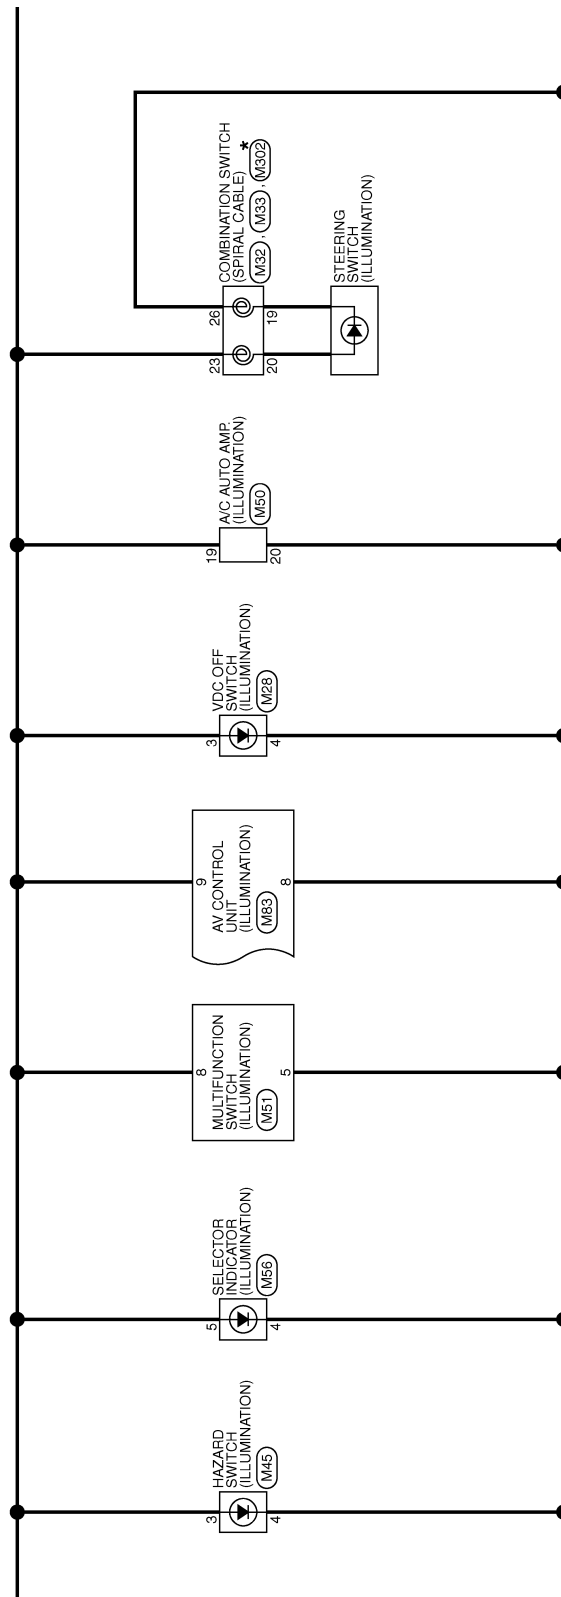 26
23
COMBINATION SWITCH
(SPIRAL CABLE)
M32 , M33 , M302
*
19
20
STEERING
SWITCH
(ILLUMINATION)
19
A/C AUTO AMP.
(ILLUMINATION)
M50
20
3
VDC OFF
SWITCH
(ILLUMINATION)
M28
4
9
AV CONTROL
UNIT
(ILLUMINATION)
M83
8
8
MULTIFUNCTION
SWITCH
(ILLUMINATION)
M51
5
5
SELECTOR
INDICATOR
(ILLUMINATION)
M56
4
3
HAZARD
SWITCH
(ILLUMINATION)
M45
4